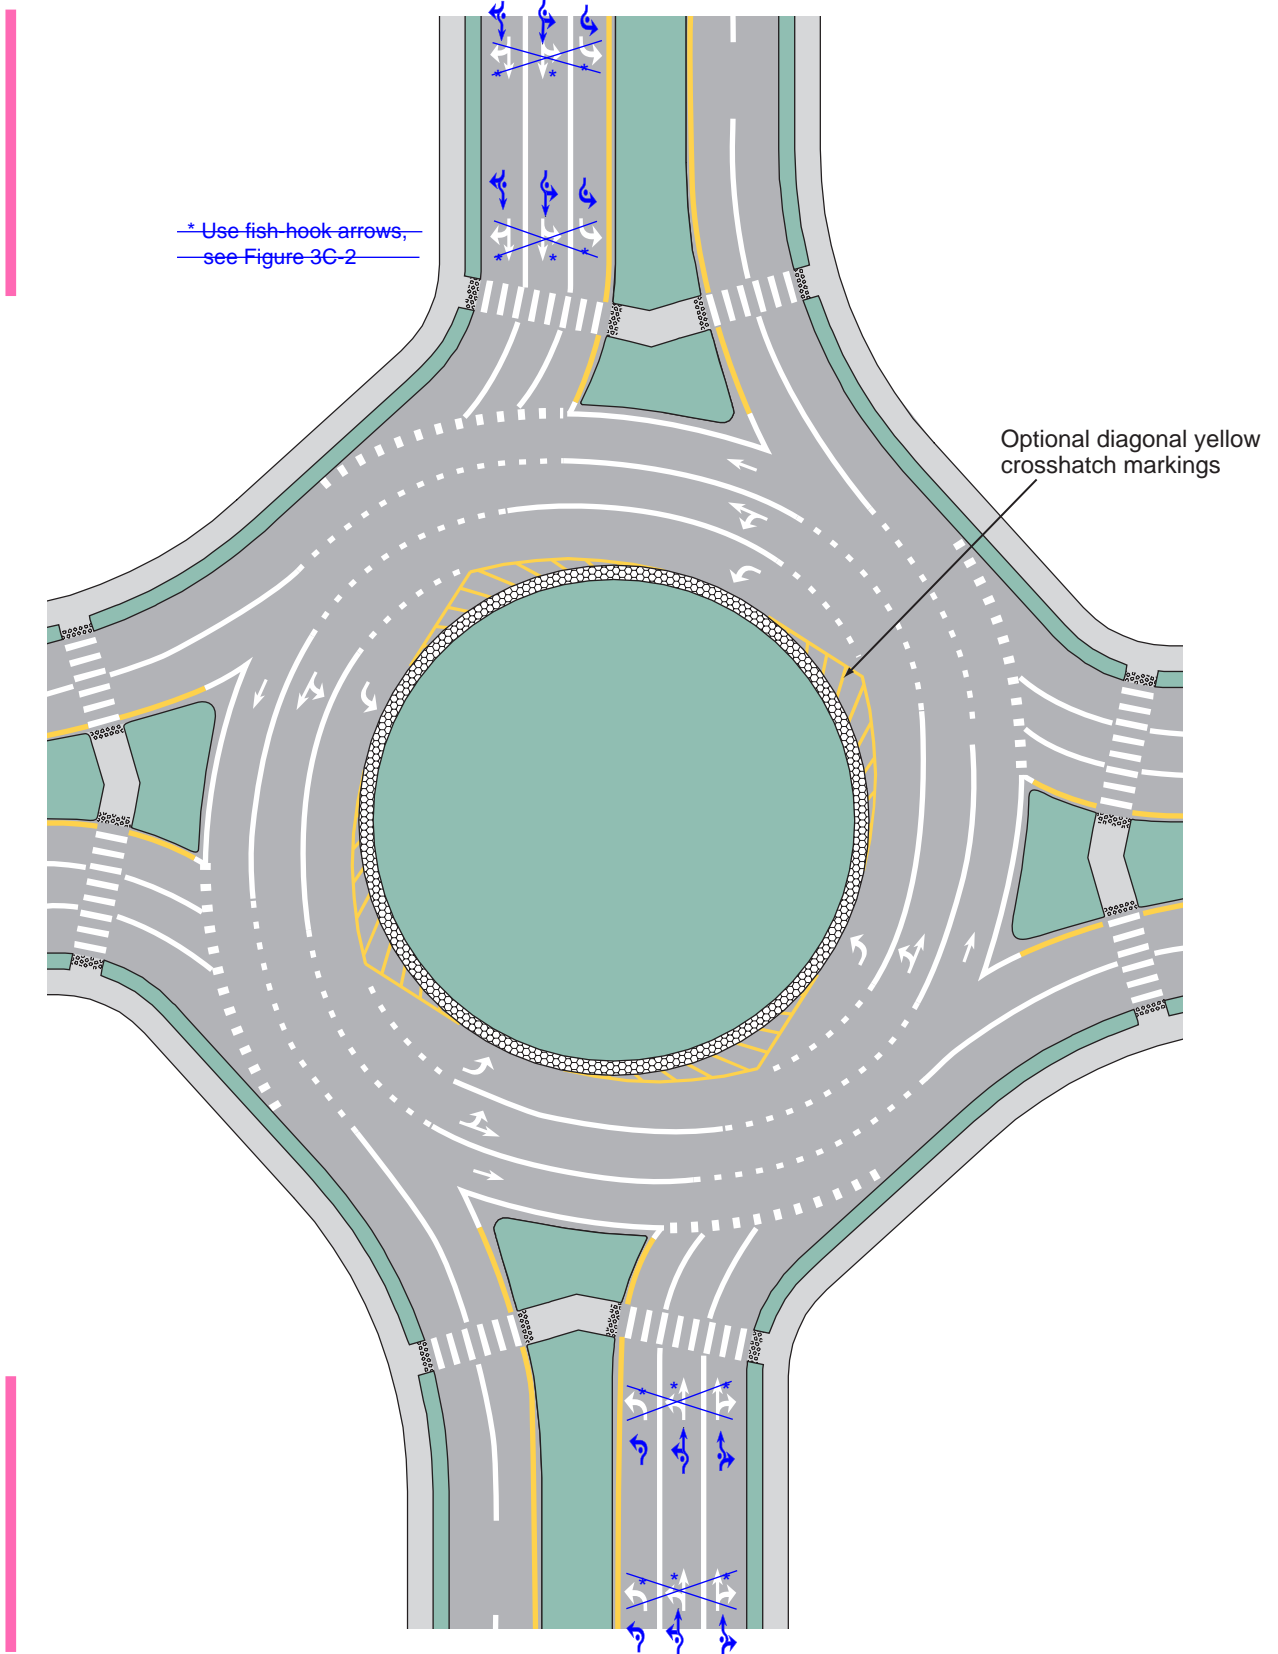 * Use fish-hook arrows,
see Figure 3C-2
Optional diagonal yellow
crosshatch markings